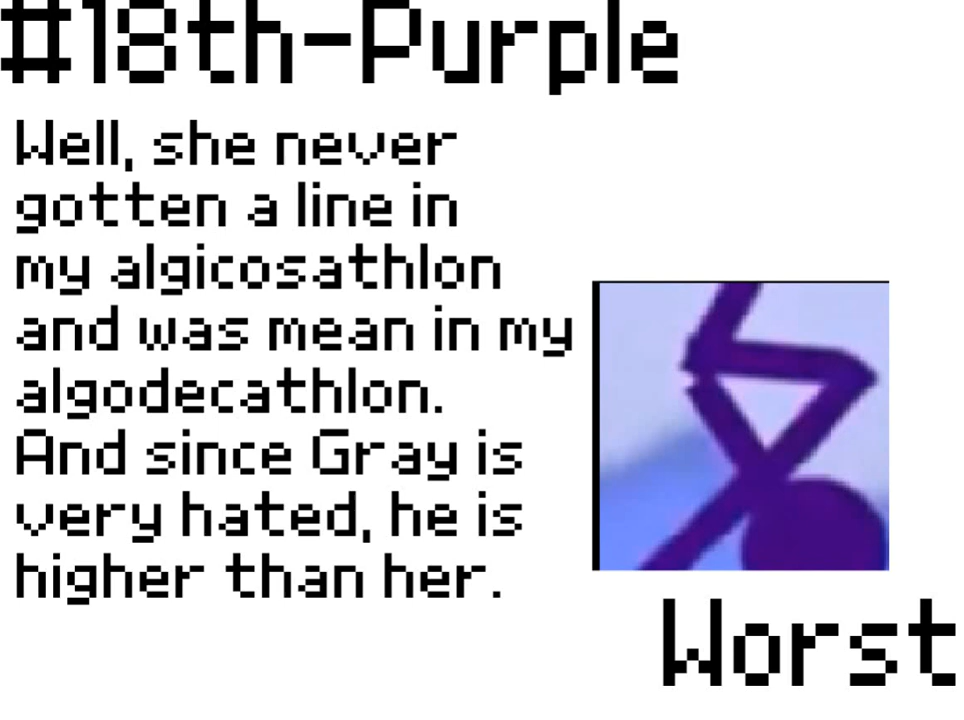 #18th-Purple
Well, she never
gotten a line in
my algicosathlon
and was mean in my
algodecathlon.
And since Gray is
very hated, he is
higher than her.
Worst